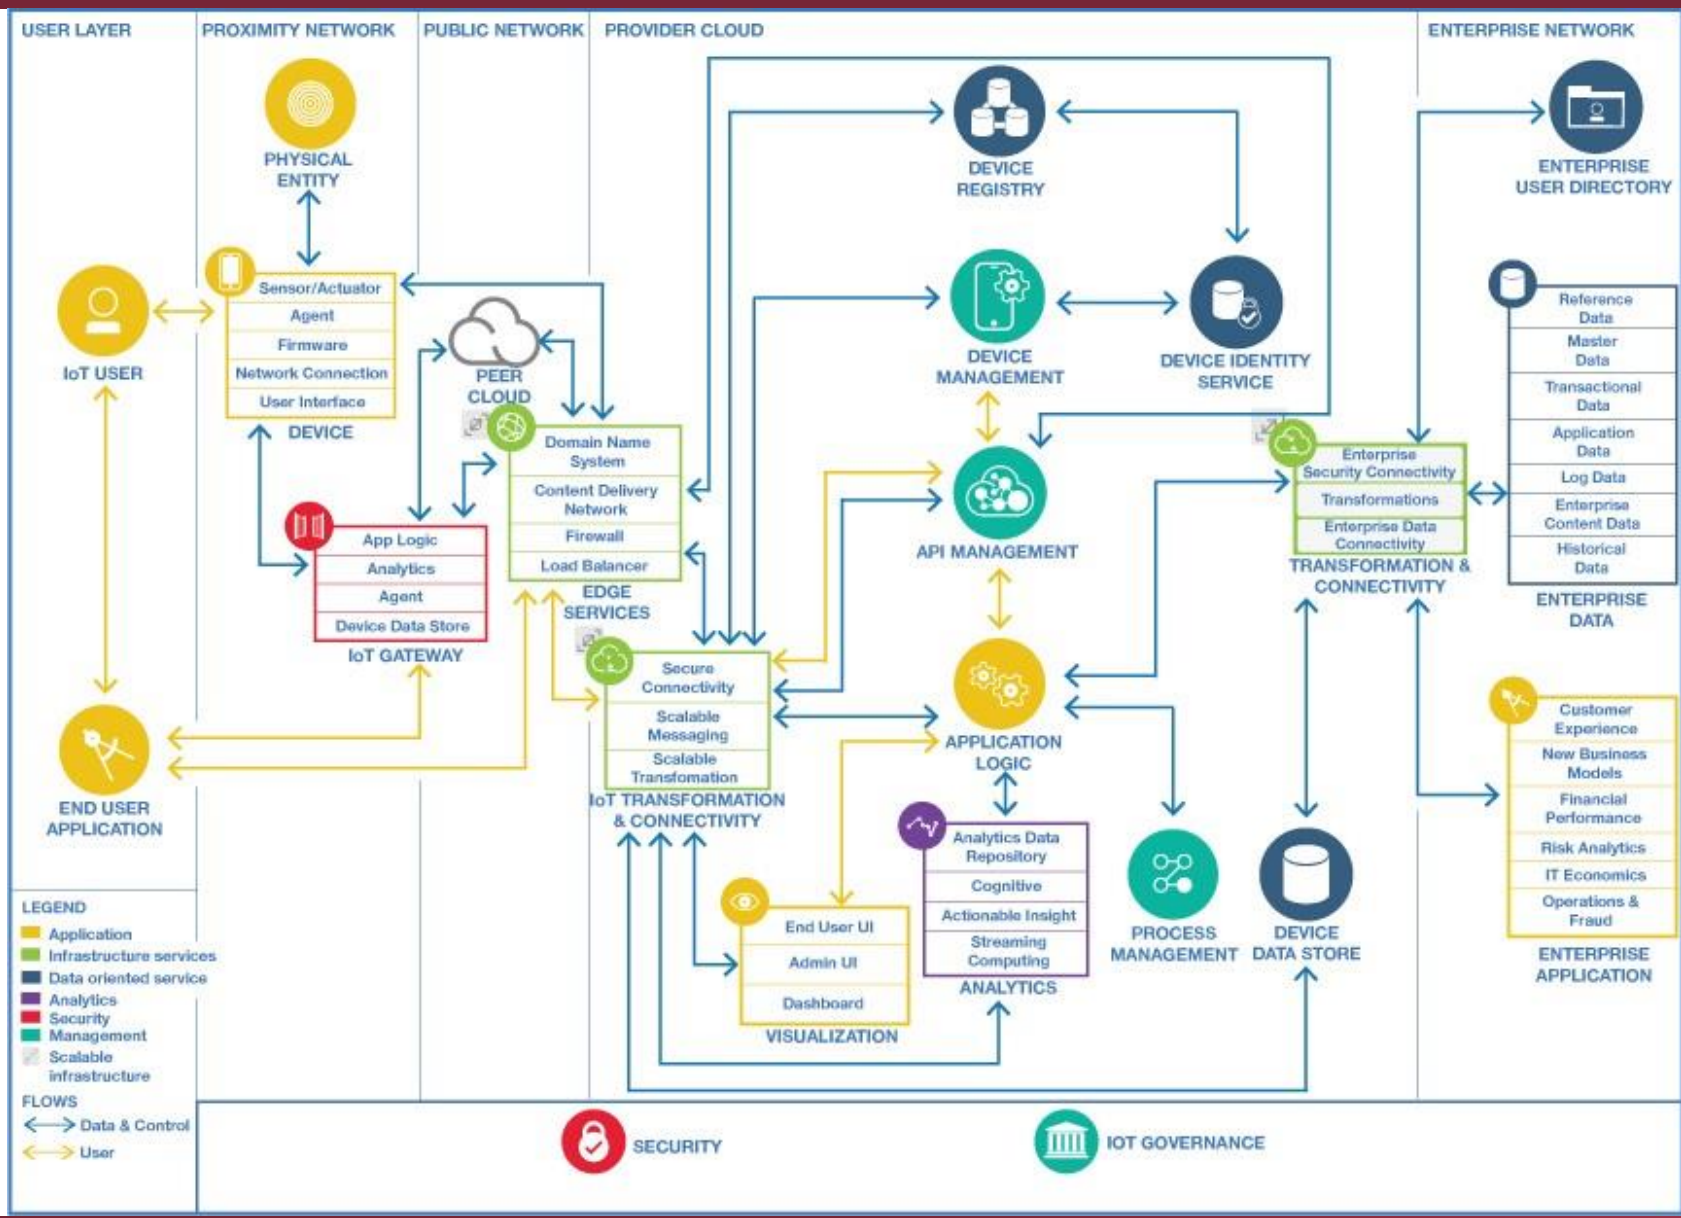 USER LAYER
PROXIMITY NETWORK
PUBLIC NETWORK
PROVIDER CLOUD
ENTERPRISE NETWORK
PHYSICAL
ENTITY
DEVICE
REGISTRY
ENTERPRISE
USER DIRECTORY
IoT USER
Sensor/Actuator
Agent
Firmware
Network Connection
User Interface
DEVICE
PEER
CLOUD
DEVICE
MANAGEMENT
DEVICE IDENTITY
SERVICE
Reference
Data
Master
Data
Transactional
Data
Application
Data
Log Data
Enterprise
Content Data
Historical
Data
ENTERPRISE
DATA
Domain Name
System
Content Delivery
Network
Firewall
Load Balancer
EDGE
SERVICES
API MANAGEMENT
Enterprise
Security Connectivity
Transformations
Enterprise Data
Connectivity
TRANSFORMATION &
CONNECTIVITY
App Logic
Analytics
Agent
Device Data Store
IoT GATEWAY
Secure
Connectivity
Scalable
Messaging
Scalable
Transfomation
IoT TRANSFORMATION
& CONNECTIVITY
APPLICATION
LOGIC
Customer
Experience
New Business
Models
Financial
Performance
Risk Analytics
IT Economics
Operations &
Fraud
ENTERPRISE
APPLICATION
END USER
APPLICATION
Analytics Data
Repository
Cognitive
Actionable Insight
Streaming
Computing
ANALYTICS
PROCESS
MANAGEMENT
DEVICE
DATA STORE
End User UI
Admin UI
Dashboard
VISUALIZATION
LEGEND
Application
Infrastructure services
Data oriented service
Analytics
Security
Management
Scalable
infrastructure
FLOWS
Data & Control
User
SECURITY
IOT GOVERNANCE